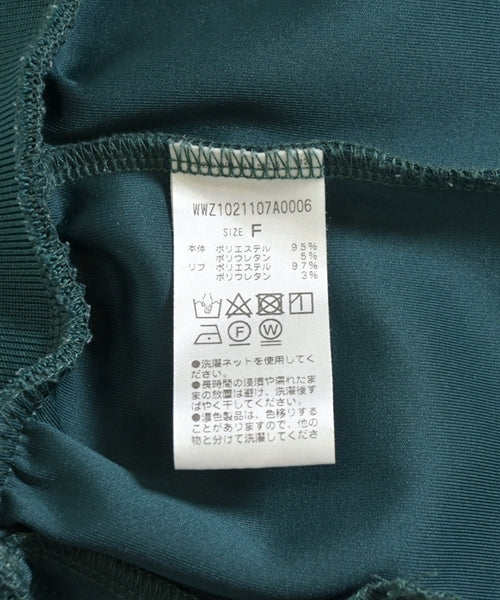 WWZ1021107A0006
SIZE F
本体 ポリエステル 95%
ポリウレタン 5%
リブ ポリエステル 97%
ポリウレタン 3%
F W
●洗濯ネットを使用してく
ださい。
●長時間の浸漬や濡れたま
まの放置は避け、洗濯後す
ばやく干してください。
●濃色製品は、色移りする
ことがありますので、他の
物と分けて洗濯してくださ